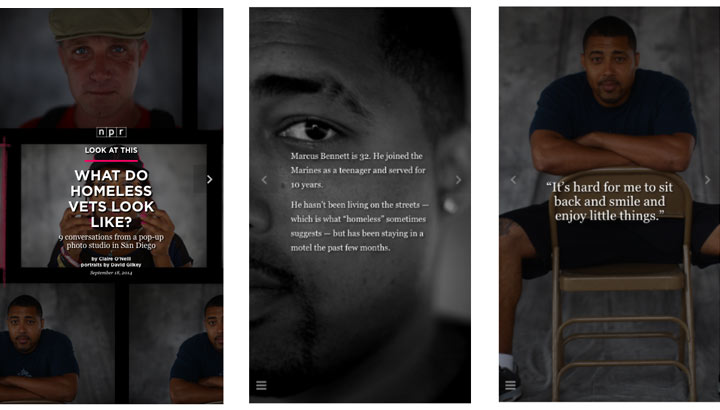 npr
LOOK AT THIS
WHAT DO
HOMELESS
VETS LOOK
LIKE?
9 conversations from a pop-up
photo studio in San Diego
by Claire O'Neill
portraits by David Gilkey
September 18, 2014
Marcus Bennett is 32. He joined the
Marines as a teenager and served for
10 years.
He hasn't been living on the streets —
which is what “homeless” sometimes
suggests — but has been staying in a
motel the past few months.
“It’s hard for me to sit
back and smile and
enjoy little things.”